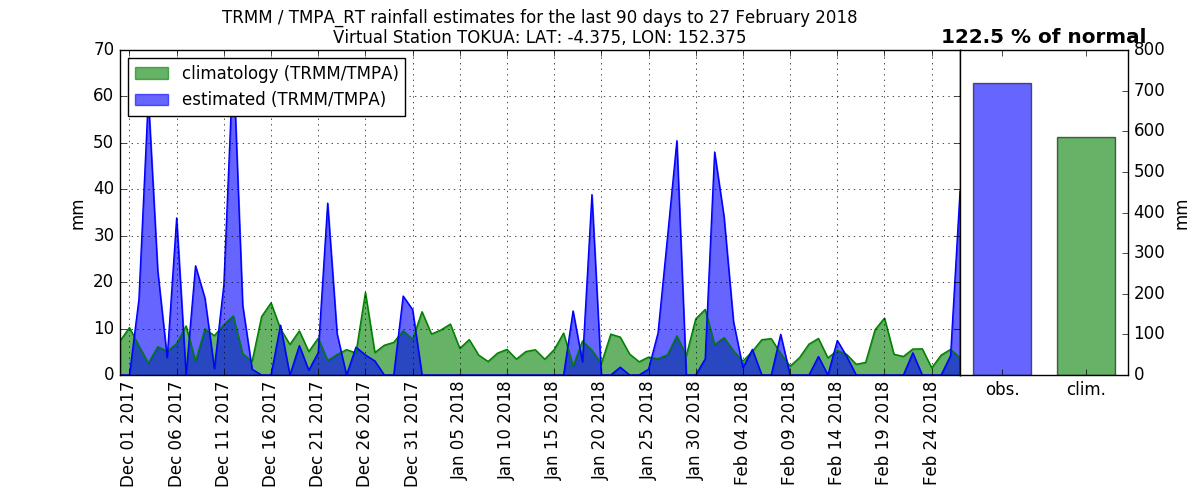 TRMM / TMPA_RT rainfall estimates for the last 90 days to 27 February 2018
Virtual Station TOKUA: LAT: -4.375, LON: 152.375
122.5 % of normal
climatology (TRMM/TMPA)
estimated (TRMM/TMPA)
70
60
50
40
30
20
10
0
mm
Dec 01 2017
Dec 06 2017
Dec 11 2017
Dec 16 2017
Dec 21 2017
Dec 26 2017
Dec 31 2017
Jan 05 2018
Jan 10 2018
Jan 15 2018
Jan 20 2018
Jan 25 2018
Jan 30 2018
Feb 04 2018
Feb 09 2018
Feb 14 2018
Feb 19 2018
Feb 24 2018
800
700
600
500
400
300
200
100
0
mm
obs.
clim.